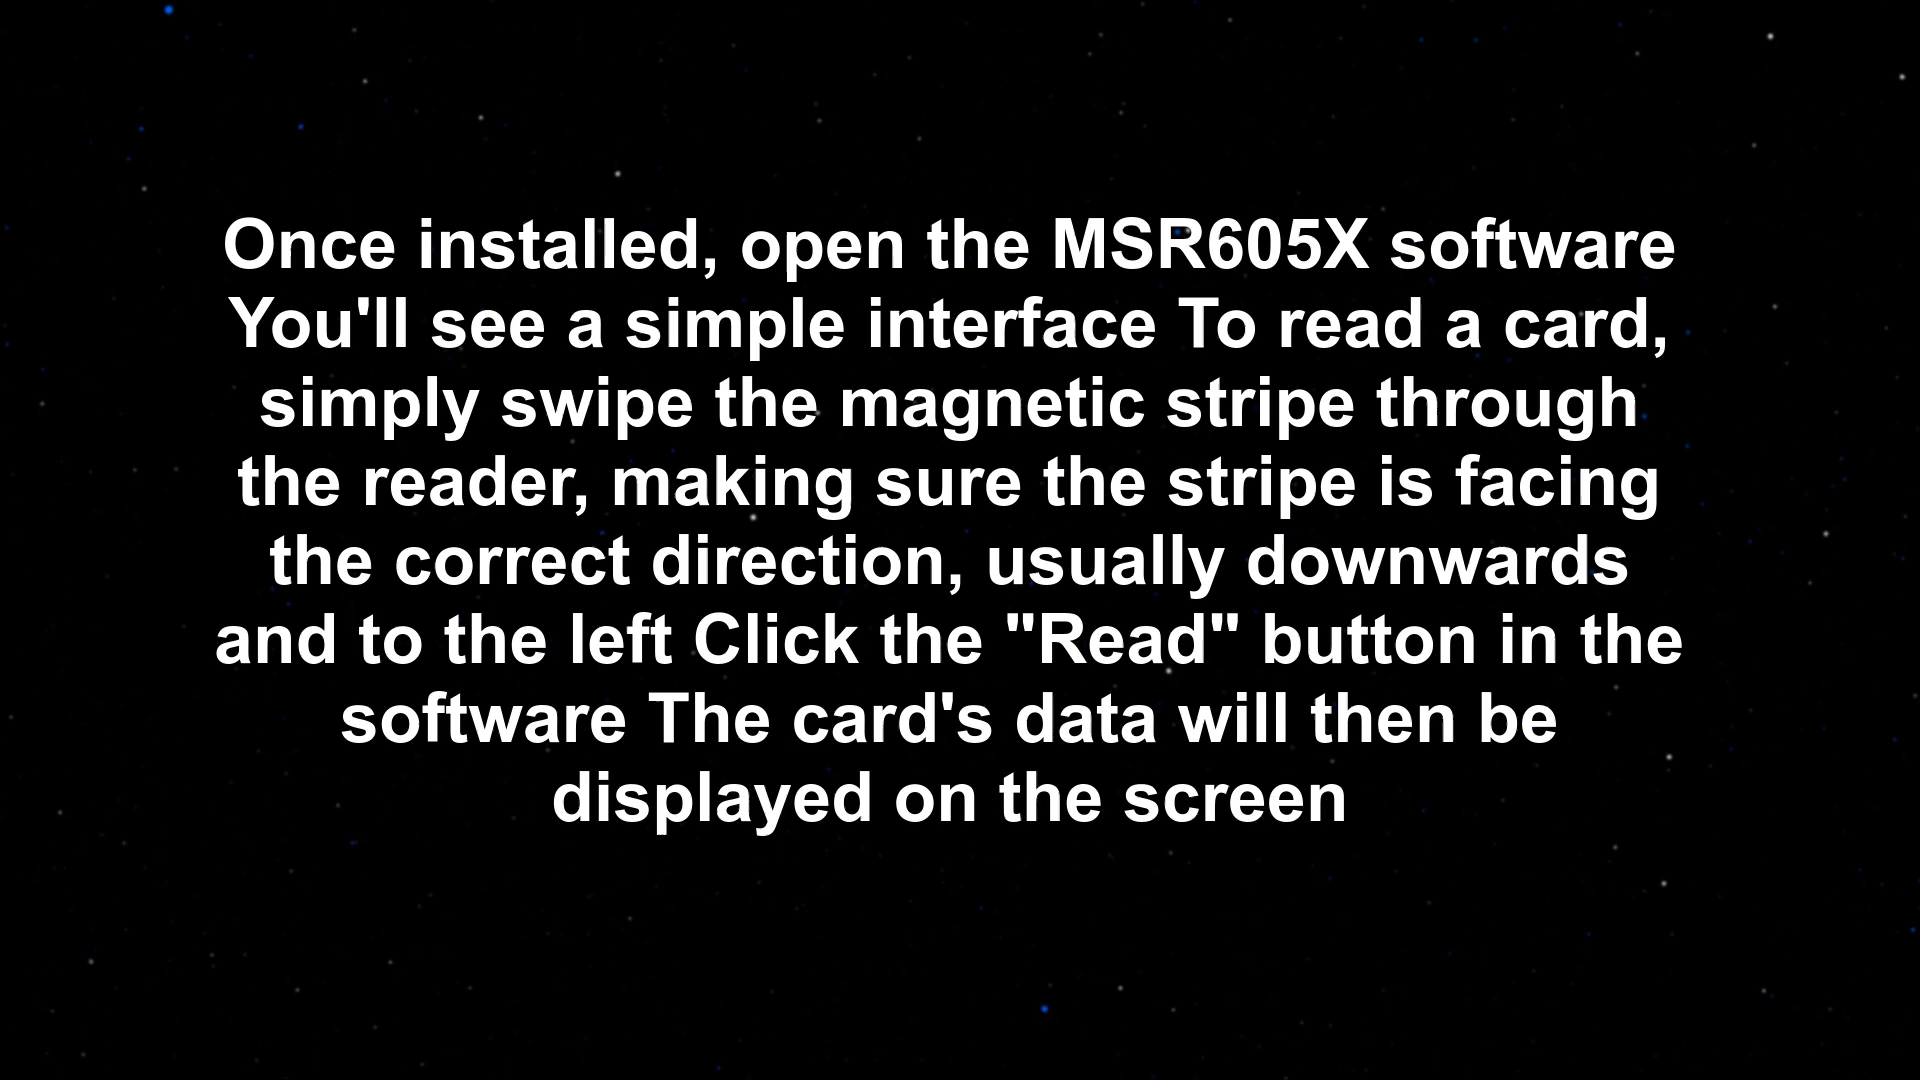 Once installed, open the MSR605X software
You'll see a simple interface To read a card,
simply swipe the magnetic stripe through
the reader, making sure the stripe is facing
the correct direction, usually downwards
and to the left Click the "Read" button in the
software The card's data will then be
displayed on the screen